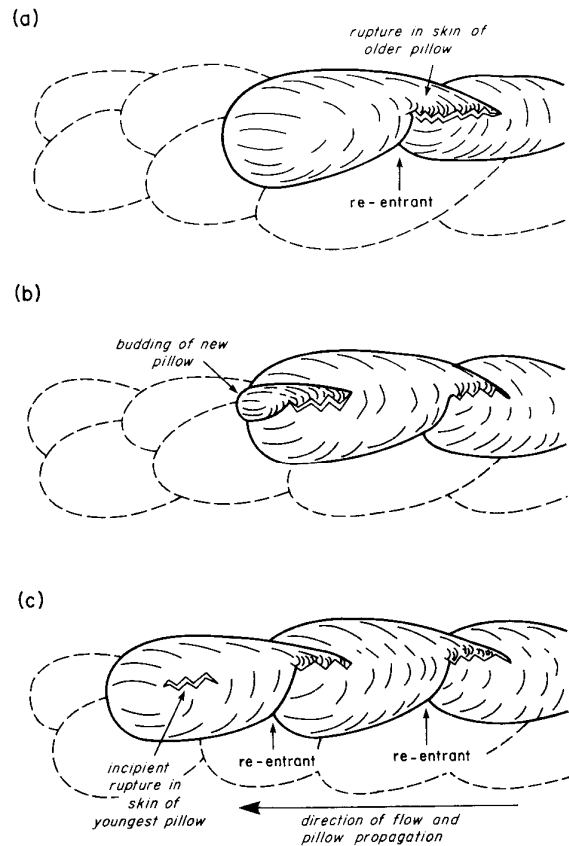 (a)
rupture in skin of
older pillow
re-entrant
(b)
budding of new
pillow
(c)
incipient
rupture in
skin of
youngest pillow
re-entrant
re-entrant
direction of flow and
pillow propagation